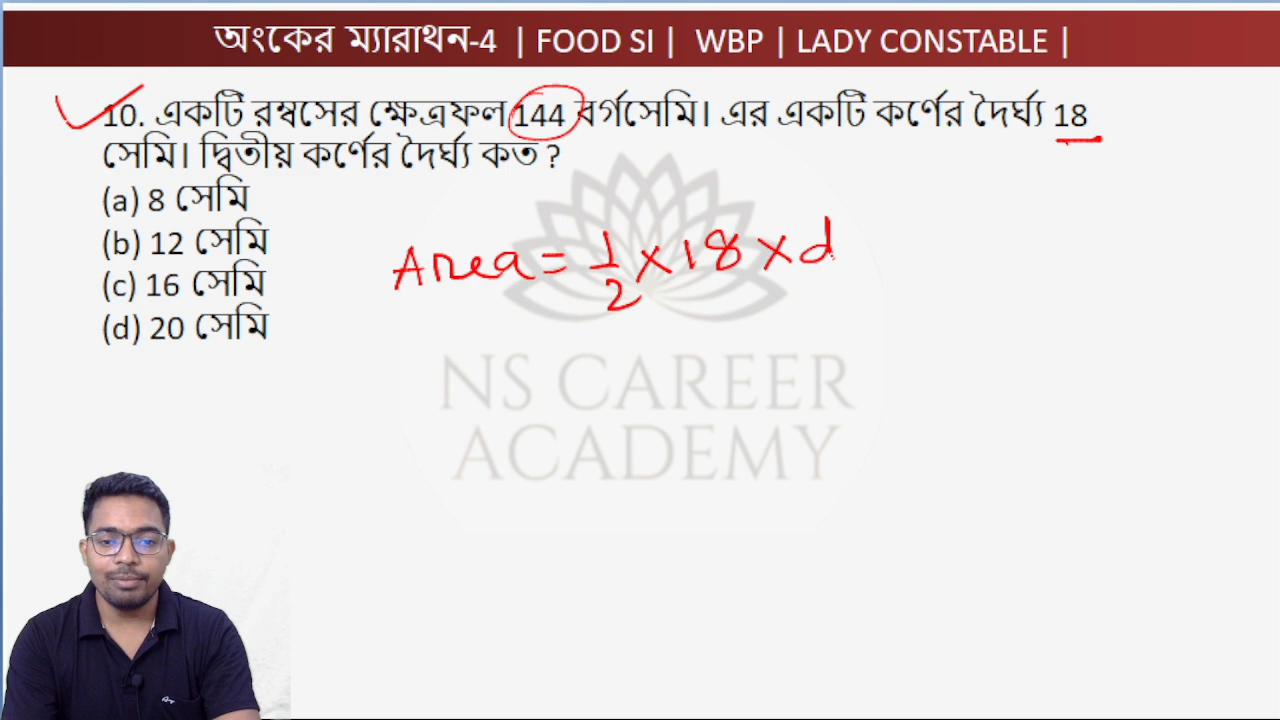 অংকের ম্যারাথন-4 | FOOD SI | WBP | LADY CONSTABLE |
10. একটি রম্বসের ক্ষেত্রফল 144 বর্গসেমি। এর একটি কর্ণের দৈর্ঘ্য 18
সেমি। দ্বিতীয় কর্ণের দৈর্ঘ্য কত ?
(a) 8 সেমি
(b) 12 সেমি
(c) 16 সেমি
(d) 20 সেমি
Area = 1/2 × 18 × d
NS CAREER
ACADEMY